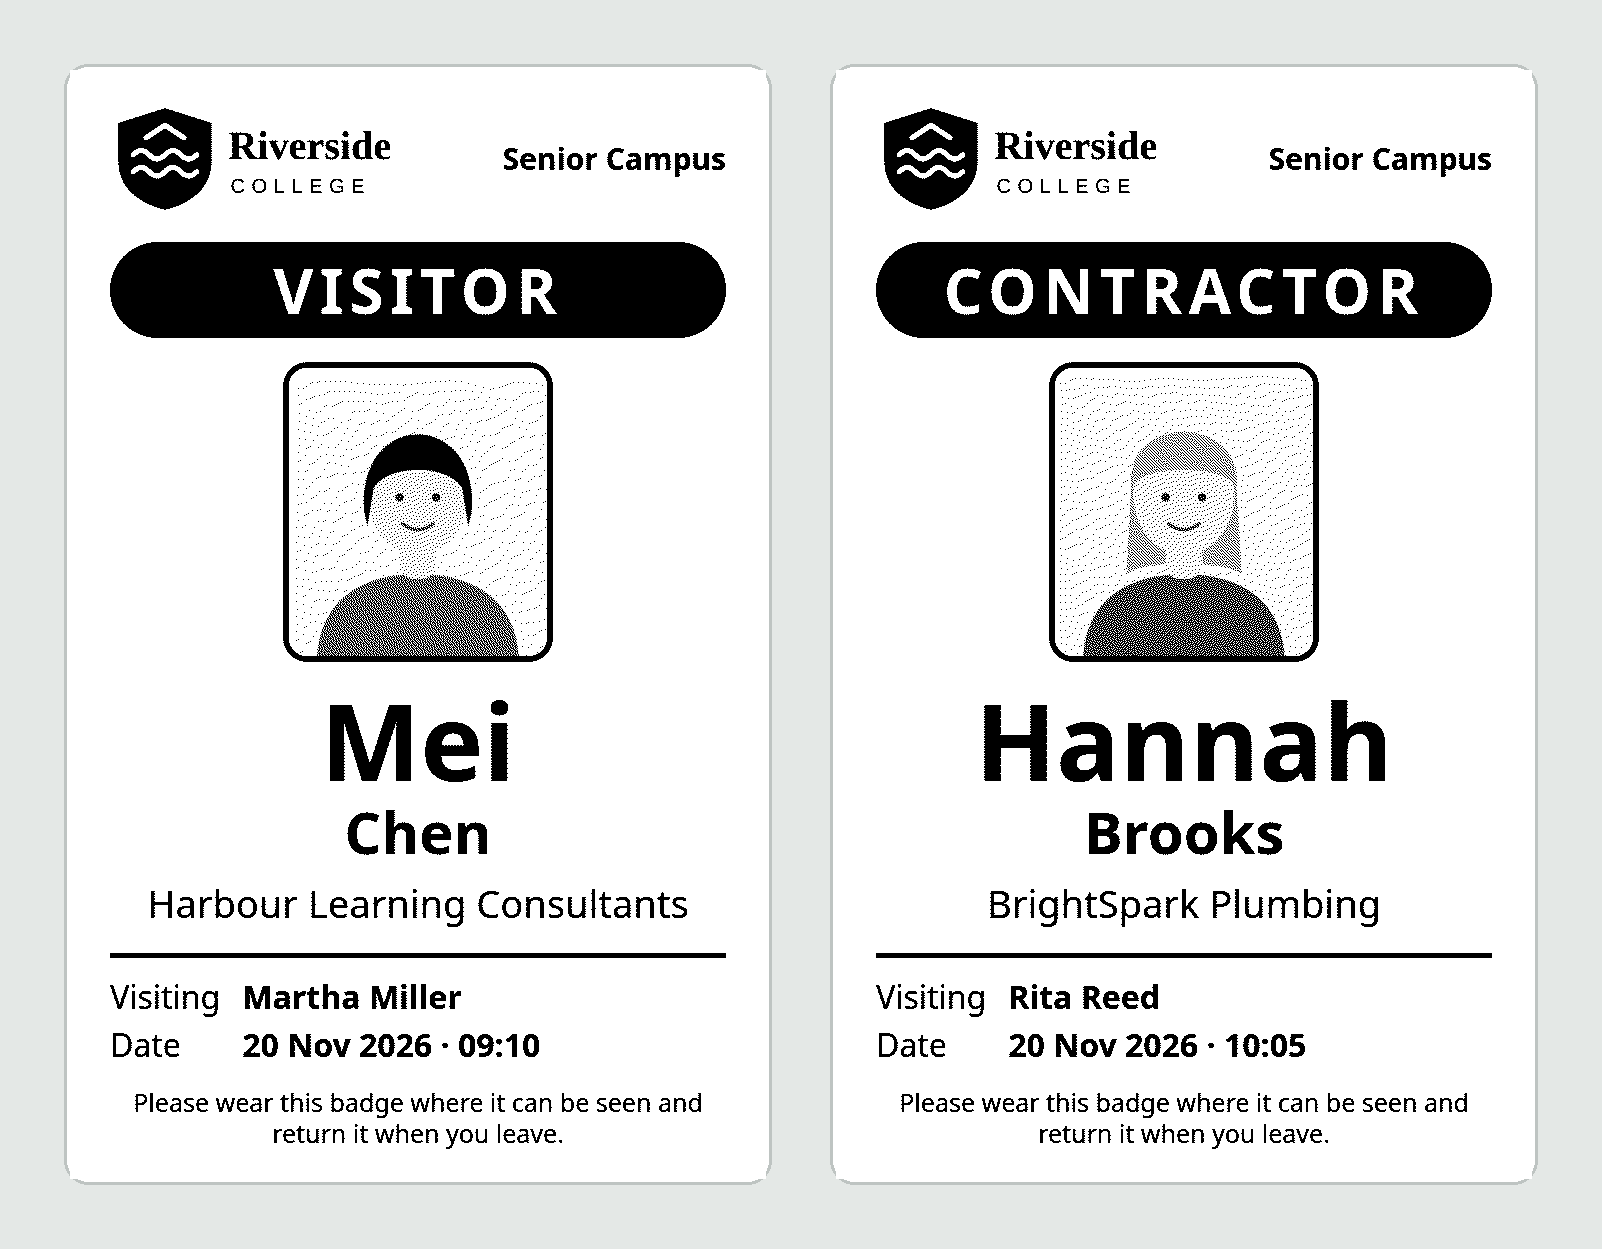 Riverside
COLLEGE
Senior Campus
VISITOR
Mei
Chen
Harbour Learning Consultants
Visiting Martha Miller
Date 20 Nov 2026 · 09:10
Please wear this badge where it can be seen and
return it when you leave.
Riverside
COLLEGE
Senior Campus
CONTRACTOR
Hannah
Brooks
BrightSpark Plumbing
Visiting Rita Reed
Date 20 Nov 2026 · 10:05
Please wear this badge where it can be seen and
return it when you leave.